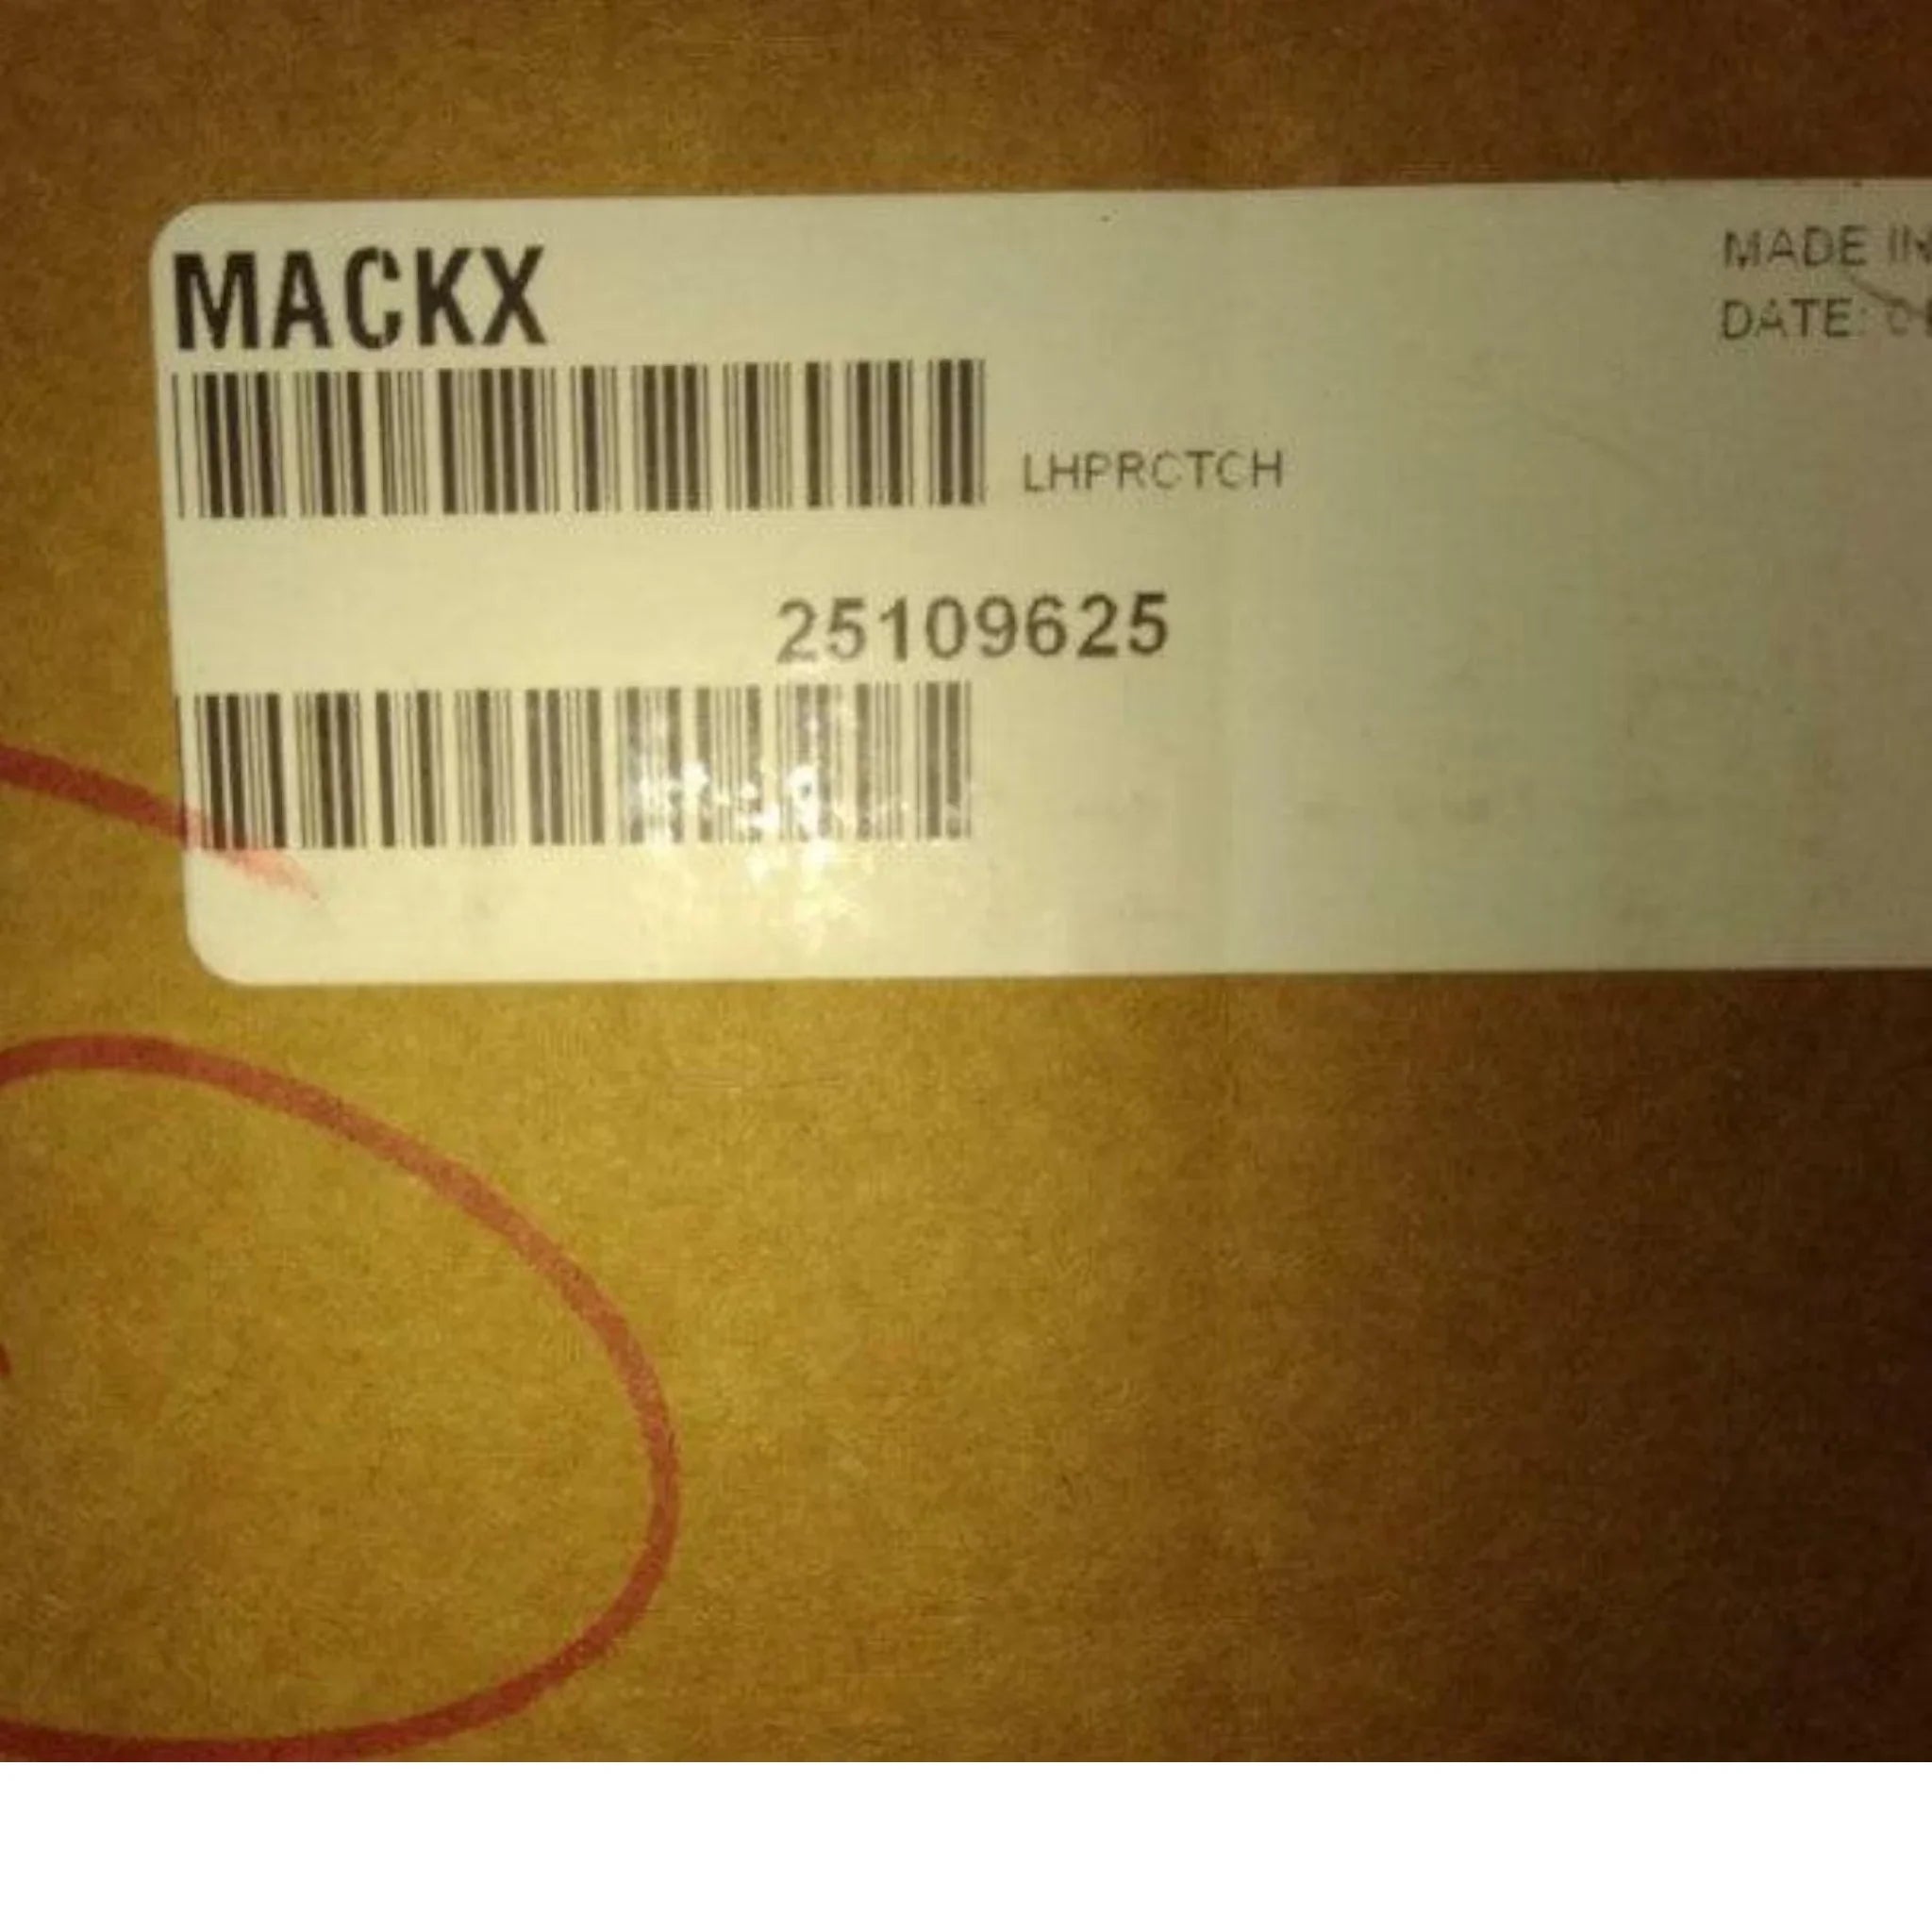 MACKX
MADE IN
DATE:
LHPRCTCH
25109625